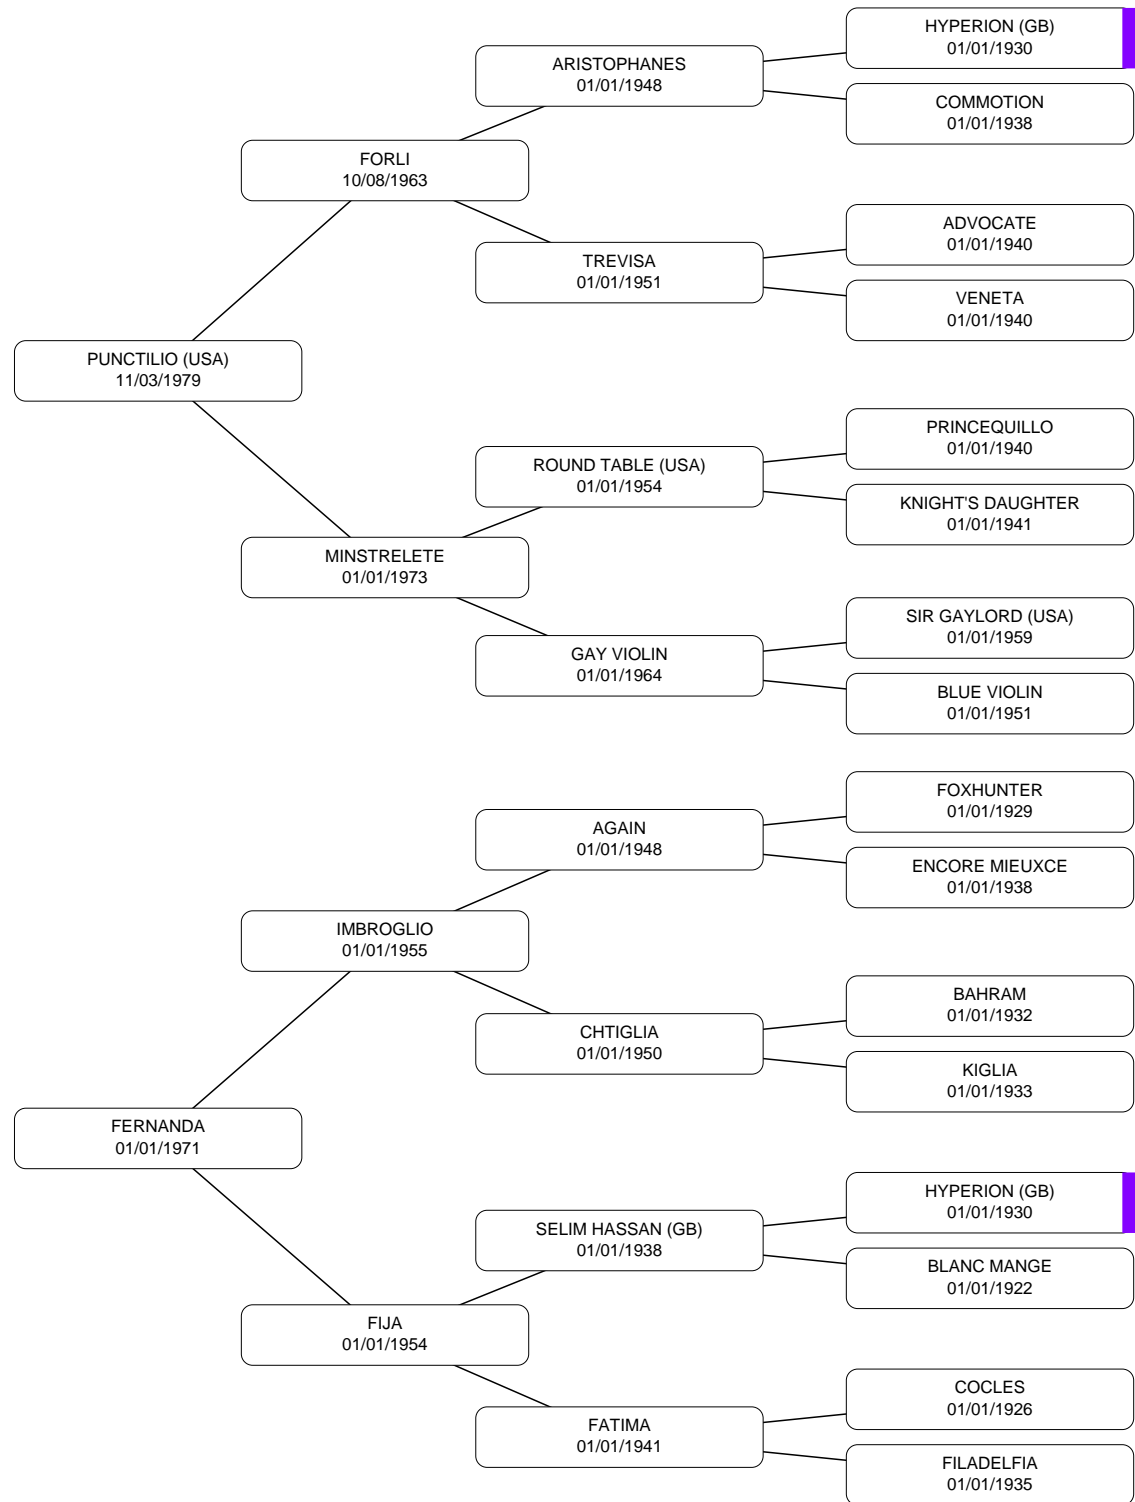 HYPERION (GB)
01/01/1930
ARISTOPHANES
01/01/1948
COMMOTION
01/01/1938
FORLI
10/08/1963
ADVOCATE
01/01/1940
TREVISA
01/01/1951
VENETA
01/01/1940
PUNCTILIO (USA)
11/03/1979
PRINCEQUILLO
01/01/1940
ROUND TABLE (USA)
01/01/1954
KNIGHT'S DAUGHTER
01/01/1941
MINSTRELETE
01/01/1973
SIR GAYLORD (USA)
01/01/1959
GAY VIOLIN
01/01/1964
BLUE VIOLIN
01/01/1951
FOXHUNTER
01/01/1929
AGAIN
01/01/1948
ENCORE MIEUXCE
01/01/1938
IMBROGLIO
01/01/1955
BAHRAM
01/01/1932
CHTIGLIA
01/01/1950
KIGLIA
01/01/1933
FERNANDA
01/01/1971
HYPERION (GB)
01/01/1930
SELIM HASSAN (GB)
01/01/1938
BLANC MANGE
01/01/1922
FIJA
01/01/1954
COCLES
01/01/1926
FATIMA
01/01/1941
FILADELFIA
01/01/1935